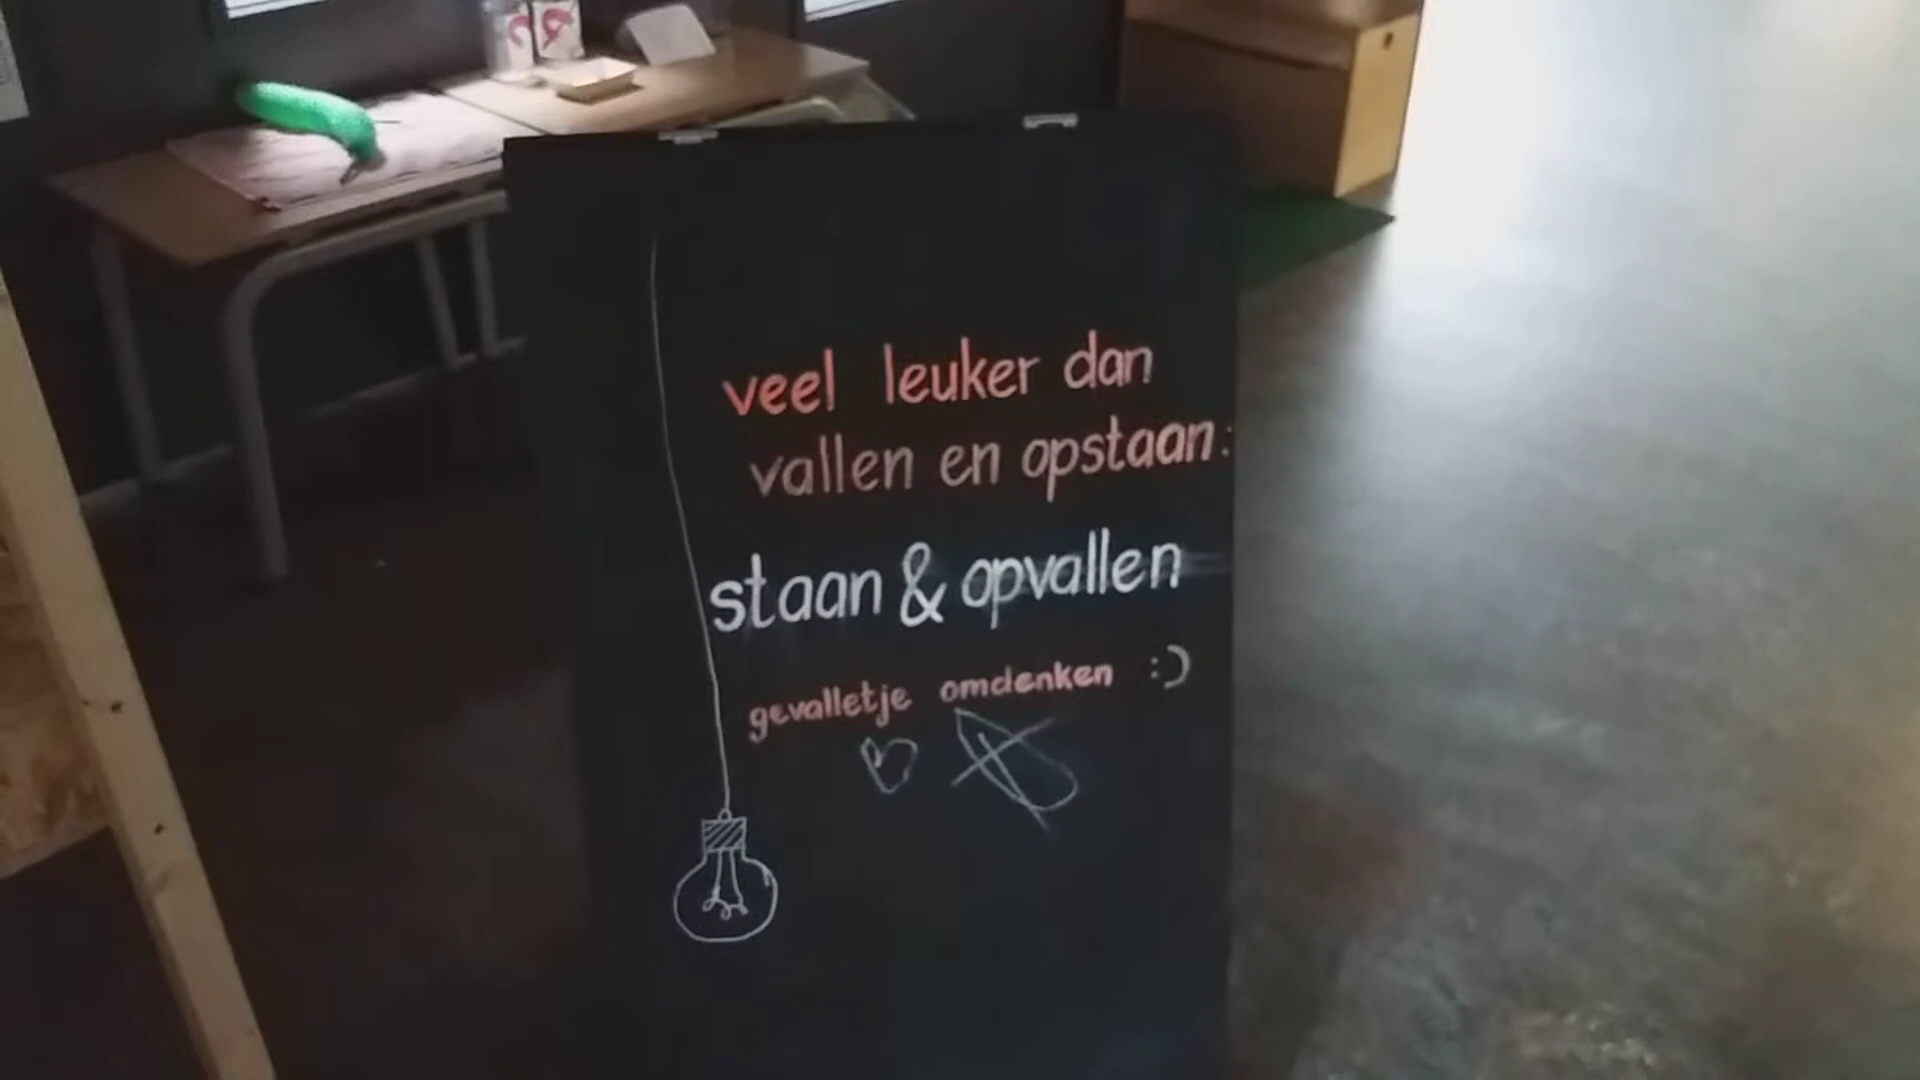 veel leuker dan
vallen en opstaan:
staan & opvallen
gevalletje omdenken :)